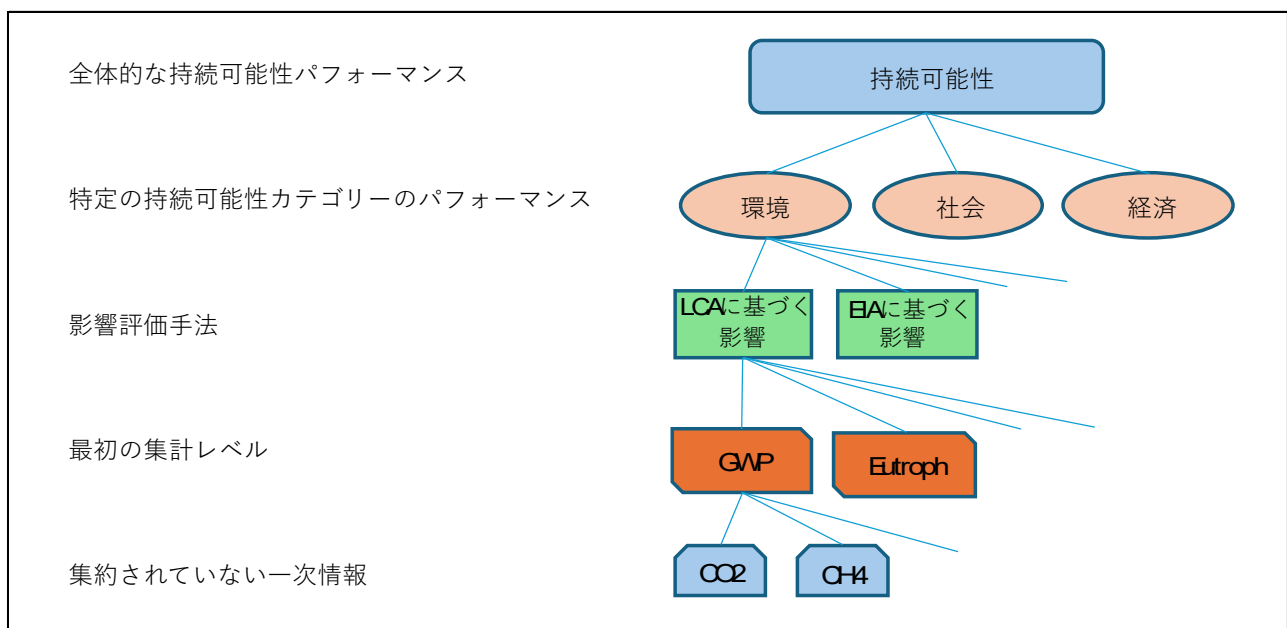 全体的な持続可能性パフォーマンス
持続可能性
特定の持続可能性カテゴリーのパフォーマンス
環境
社会
経済
影響評価手法
LCAに基づく
影響
EIAに基づく
影響
最初の集計レベル
GWP
Eutroph
集約されていない一次情報
CO2
CH4